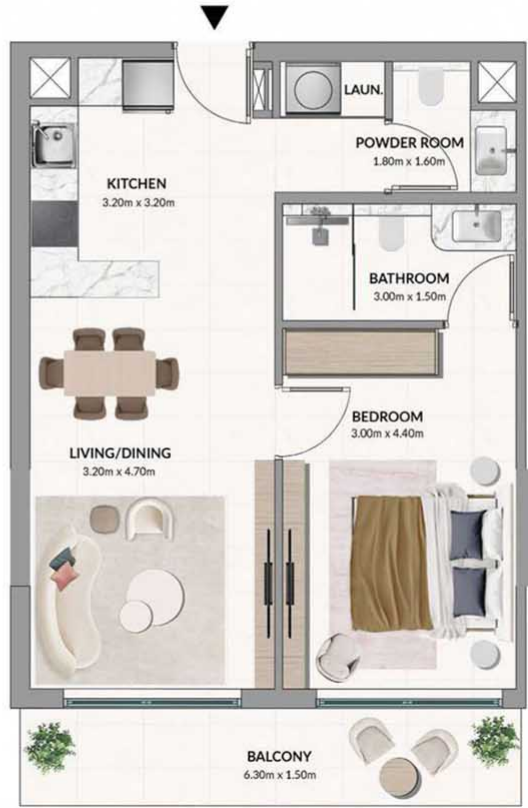 LAUN.
POWDER ROOM
1.80m x 1.60m
KITCHEN
3.20m x 3.20m
BATHROOM
3.00m x 1.50m
BEDROOM
3.00m x 4.40m
LIVING/DINING
3.20m x 4.70m
BALCONY
6.30m x 1.50m